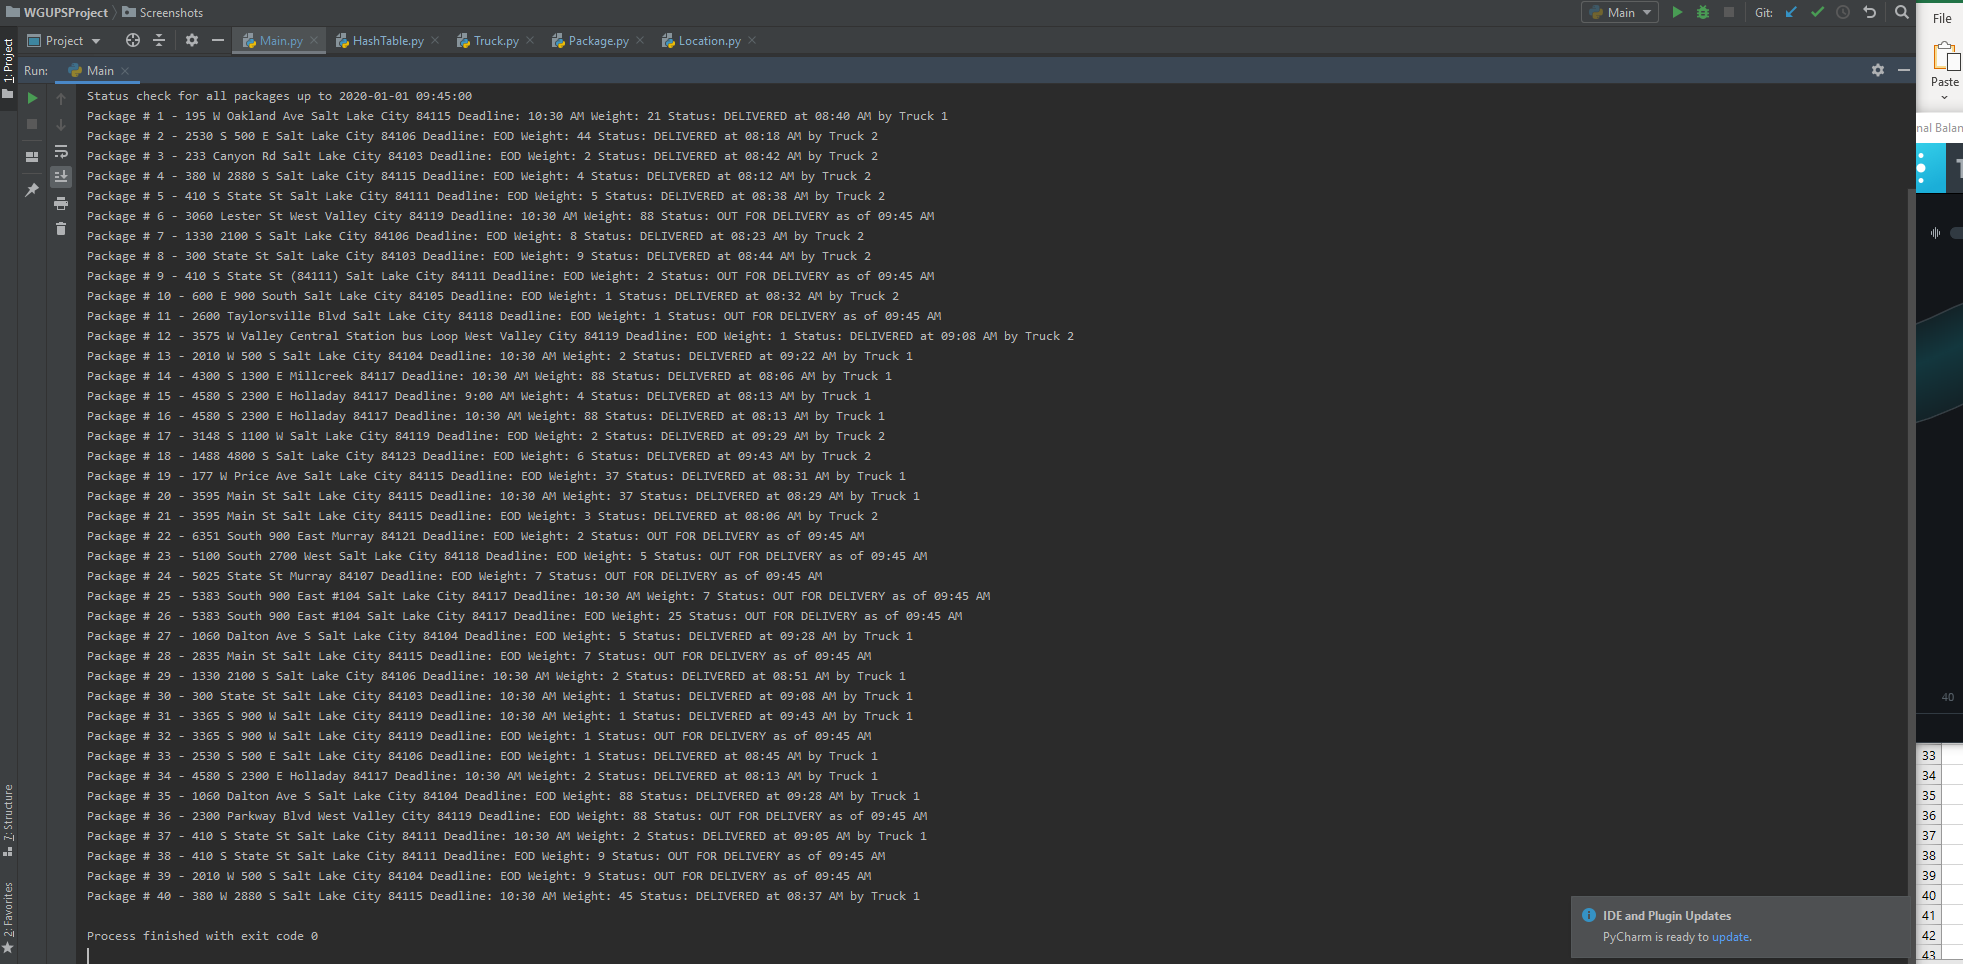 WGUPSProject Screenshots Main Git: File
Project Main.py HashTable.py Truck.py Package.py Location.py
1: Project
Run: Main
Paste
nal Balan
Status check for all packages up to 2020-01-01 09:45:00
Package # 1 - 195 W Oakland Ave Salt Lake City 84115 Deadline: 10:30 AM Weight: 21 Status: DELIVERED at 08:40 AM by Truck 1
Package # 2 - 2530 S 500 E Salt Lake City 84106 Deadline: EOD Weight: 44 Status: DELIVERED at 08:18 AM by Truck 2
Package # 3 - 233 Canyon Rd Salt Lake City 84103 Deadline: EOD Weight: 2 Status: DELIVERED at 08:42 AM by Truck 2
Package # 4 - 380 W 2880 S Salt Lake City 84115 Deadline: EOD Weight: 4 Status: DELIVERED at 08:12 AM by Truck 2
Package # 5 - 410 S State St Salt Lake City 84111 Deadline: EOD Weight: 5 Status: DELIVERED at 08:38 AM by Truck 2
Package # 6 - 3060 Lester St West Valley City 84119 Deadline: 10:30 AM Weight: 88 Status: OUT FOR DELIVERY as of 09:45 AM
Package # 7 - 1330 2100 S Salt Lake City 84106 Deadline: EOD Weight: 8 Status: DELIVERED at 08:23 AM by Truck 2
Package # 8 - 300 State St Salt Lake City 84103 Deadline: EOD Weight: 9 Status: DELIVERED at 08:44 AM by Truck 2
Package # 9 - 410 S State St (84111) Salt Lake City 84111 Deadline: EOD Weight: 2 Status: OUT FOR DELIVERY as of 09:45 AM
Package # 10 - 600 E 900 South Salt Lake City 84105 Deadline: EOD Weight: 1 Status: DELIVERED at 08:32 AM by Truck 2
Package # 11 - 2600 Taylorsville Blvd Salt Lake City 84118 Deadline: EOD Weight: 1 Status: OUT FOR DELIVERY as of 09:45 AM
Package # 12 - 3575 W Valley Central Station bus Loop West Valley City 84119 Deadline: EOD Weight: 1 Status: DELIVERED at 09:08 AM by Truck 2
Package # 13 - 2010 W 500 S Salt Lake City 84104 Deadline: 10:30 AM Weight: 2 Status: DELIVERED at 09:22 AM by Truck 1
Package # 14 - 4300 S 1300 E Millcreek 84117 Deadline: 10:30 AM Weight: 88 Status: DELIVERED at 08:06 AM by Truck 1
Package # 15 - 4580 S 2300 E Holladay 84117 Deadline: 9:00 AM Weight: 4 Status: DELIVERED at 08:13 AM by Truck 1
Package # 16 - 4580 S 2300 E Holladay 84117 Deadline: 10:30 AM Weight: 88 Status: DELIVERED at 08:13 AM by Truck 1
Package # 17 - 3148 S 1100 W Salt Lake City 84119 Deadline: EOD Weight: 2 Status: DELIVERED at 09:29 AM by Truck 2
Package # 18 - 1488 4800 S Salt Lake City 84123 Deadline: EOD Weight: 6 Status: DELIVERED at 09:43 AM by Truck 2
Package # 19 - 177 W Price Ave Salt Lake City 84115 Deadline: EOD Weight: 37 Status: DELIVERED at 08:31 AM by Truck 1
Package # 20 - 3595 Main St Salt Lake City 84115 Deadline: 10:30 AM Weight: 37 Status: DELIVERED at 08:29 AM by Truck 1
Package # 21 - 3595 Main St Salt Lake City 84115 Deadline: EOD Weight: 3 Status: DELIVERED at 08:06 AM by Truck 2
Package # 22 - 6351 South 900 East Murray 84121 Deadline: EOD Weight: 2 Status: OUT FOR DELIVERY as of 09:45 AM
Package # 23 - 5100 South 2700 West Salt Lake City 84118 Deadline: EOD Weight: 5 Status: OUT FOR DELIVERY as of 09:45 AM
Package # 24 - 5025 State St Murray 84107 Deadline: EOD Weight: 7 Status: OUT FOR DELIVERY as of 09:45 AM
Package # 25 - 5383 South 900 East #104 Salt Lake City 84117 Deadline: 10:30 AM Weight: 7 Status: OUT FOR DELIVERY as of 09:45 AM
Package # 26 - 5383 South 900 East #104 Salt Lake City 84117 Deadline: EOD Weight: 25 Status: OUT FOR DELIVERY as of 09:45 AM
Package # 27 - 1060 Dalton Ave S Salt Lake City 84104 Deadline: EOD Weight: 5 Status: DELIVERED at 09:28 AM by Truck 1
Package # 28 - 2835 Main St Salt Lake City 84115 Deadline: EOD Weight: 7 Status: OUT FOR DELIVERY as of 09:45 AM
Package # 29 - 1330 2100 S Salt Lake City 84106 Deadline: 10:30 AM Weight: 2 Status: DELIVERED at 08:51 AM by Truck 1
Package # 30 - 300 State St Salt Lake City 84103 Deadline: 10:30 AM Weight: 1 Status: DELIVERED at 09:08 AM by Truck 1
Package # 31 - 3365 S 900 W Salt Lake City 84119 Deadline: 10:30 AM Weight: 1 Status: DELIVERED at 09:43 AM by Truck 1
Package # 32 - 3365 S 900 W Salt Lake City 84119 Deadline: EOD Weight: 1 Status: OUT FOR DELIVERY as of 09:45 AM
Package # 33 - 2530 S 500 E Salt Lake City 84106 Deadline: EOD Weight: 1 Status: DELIVERED at 08:45 AM by Truck 1
Package # 34 - 4580 S 2300 E Holladay 84117 Deadline: 10:30 AM Weight: 2 Status: DELIVERED at 08:13 AM by Truck 1
Package # 35 - 1060 Dalton Ave S Salt Lake City 84104 Deadline: EOD Weight: 88 Status: DELIVERED at 09:28 AM by Truck 1
Package # 36 - 2300 Parkway Blvd West Valley City 84119 Deadline: EOD Weight: 88 Status: OUT FOR DELIVERY as of 09:45 AM
Package # 37 - 410 S State St Salt Lake City 84111 Deadline: 10:30 AM Weight: 2 Status: DELIVERED at 09:05 AM by Truck 1
Package # 38 - 410 S State St Salt Lake City 84111 Deadline: EOD Weight: 9 Status: OUT FOR DELIVERY as of 09:45 AM
Package # 39 - 2010 W 500 S Salt Lake City 84104 Deadline: EOD Weight: 9 Status: OUT FOR DELIVERY as of 09:45 AM
Package # 40 - 380 W 2880 S Salt Lake City 84115 Deadline: 10:30 AM Weight: 45 Status: DELIVERED at 08:37 AM by Truck 1
Process finished with exit code 0
7: Structure
2: Favorites
IDE and Plugin Updates
PyCharm is ready to update.
40
33
34
35
36
37
38
39
40
41
42
43